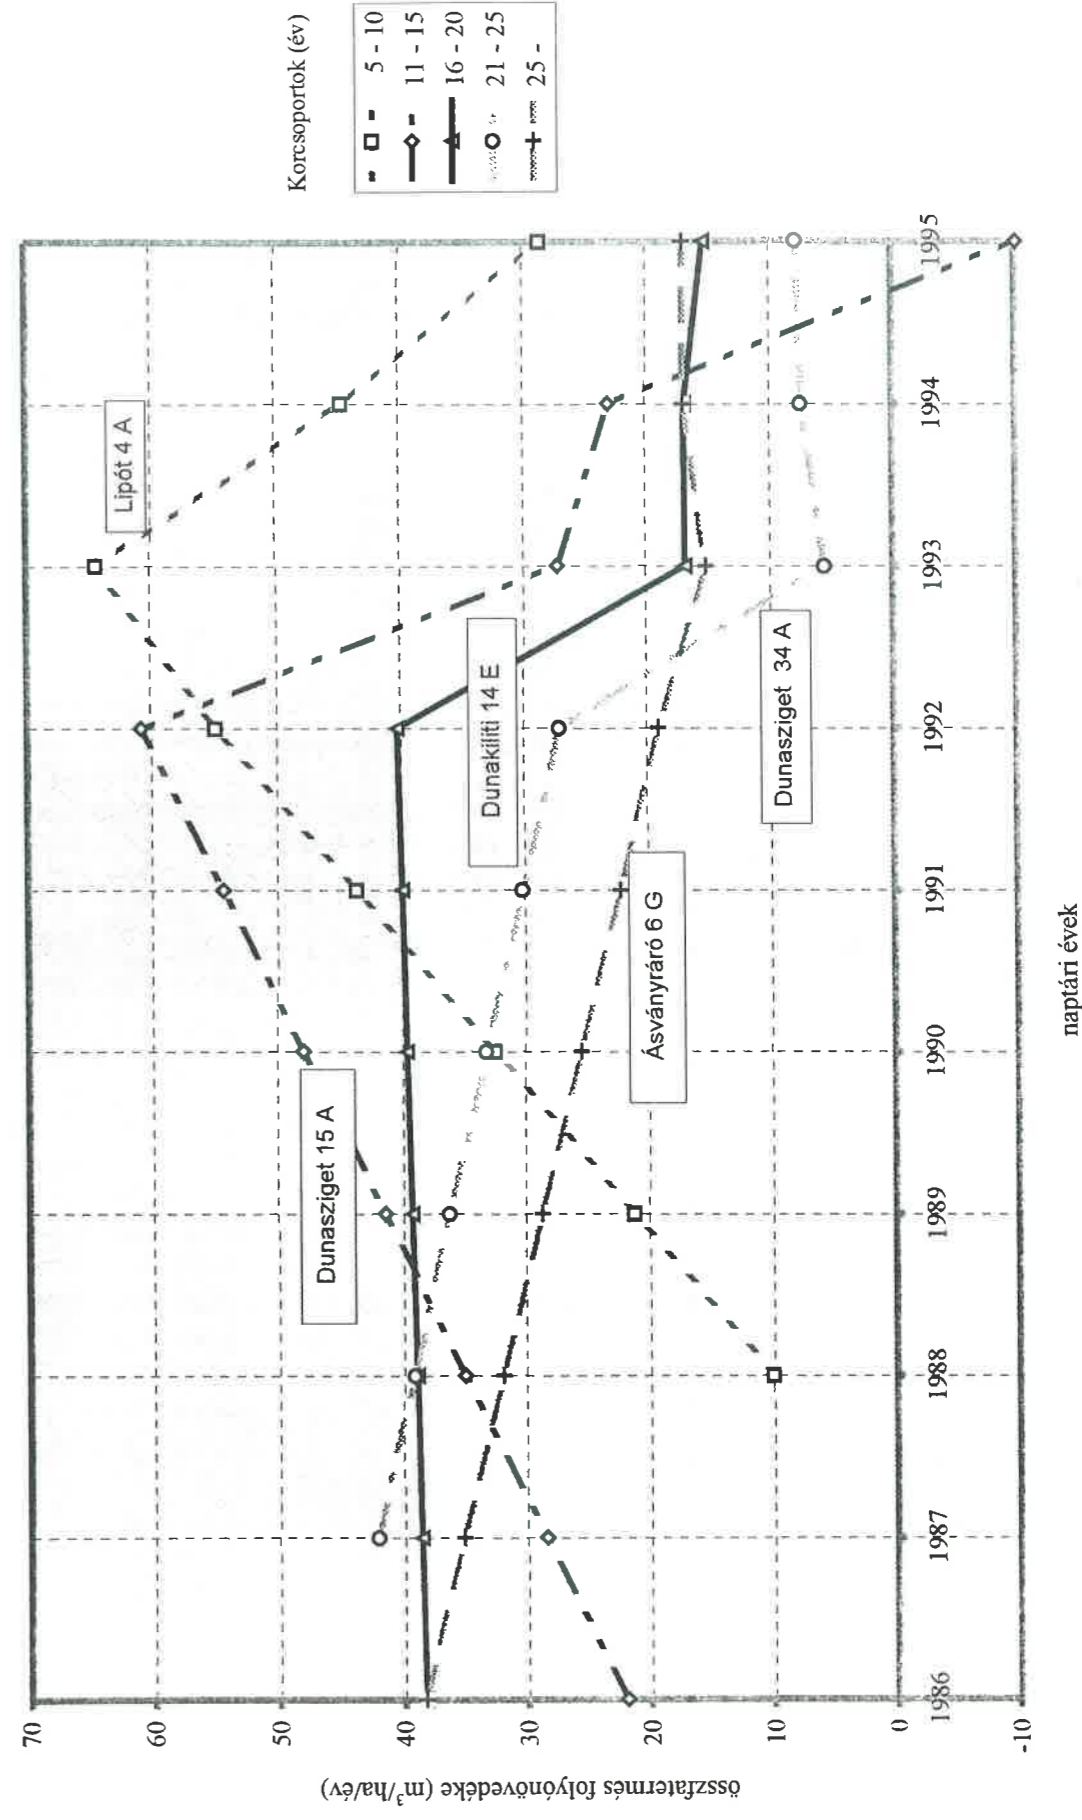 Korcsoportok (év)
5 - 10
11 - 15
16 - 20
21 - 25
25 -
Lipót 4 A
Dunakiliti 14 E
Dunasziget 34 A
Ásványráró 6 G
Dunasziget 15 A
70
60
50
40
30
20
10
0
-10
1986
1987
1988
1989
1990
1991
1992
1993
1994
1995
összfatermés folyónövedéke (m³/ha/év)
naptári évek